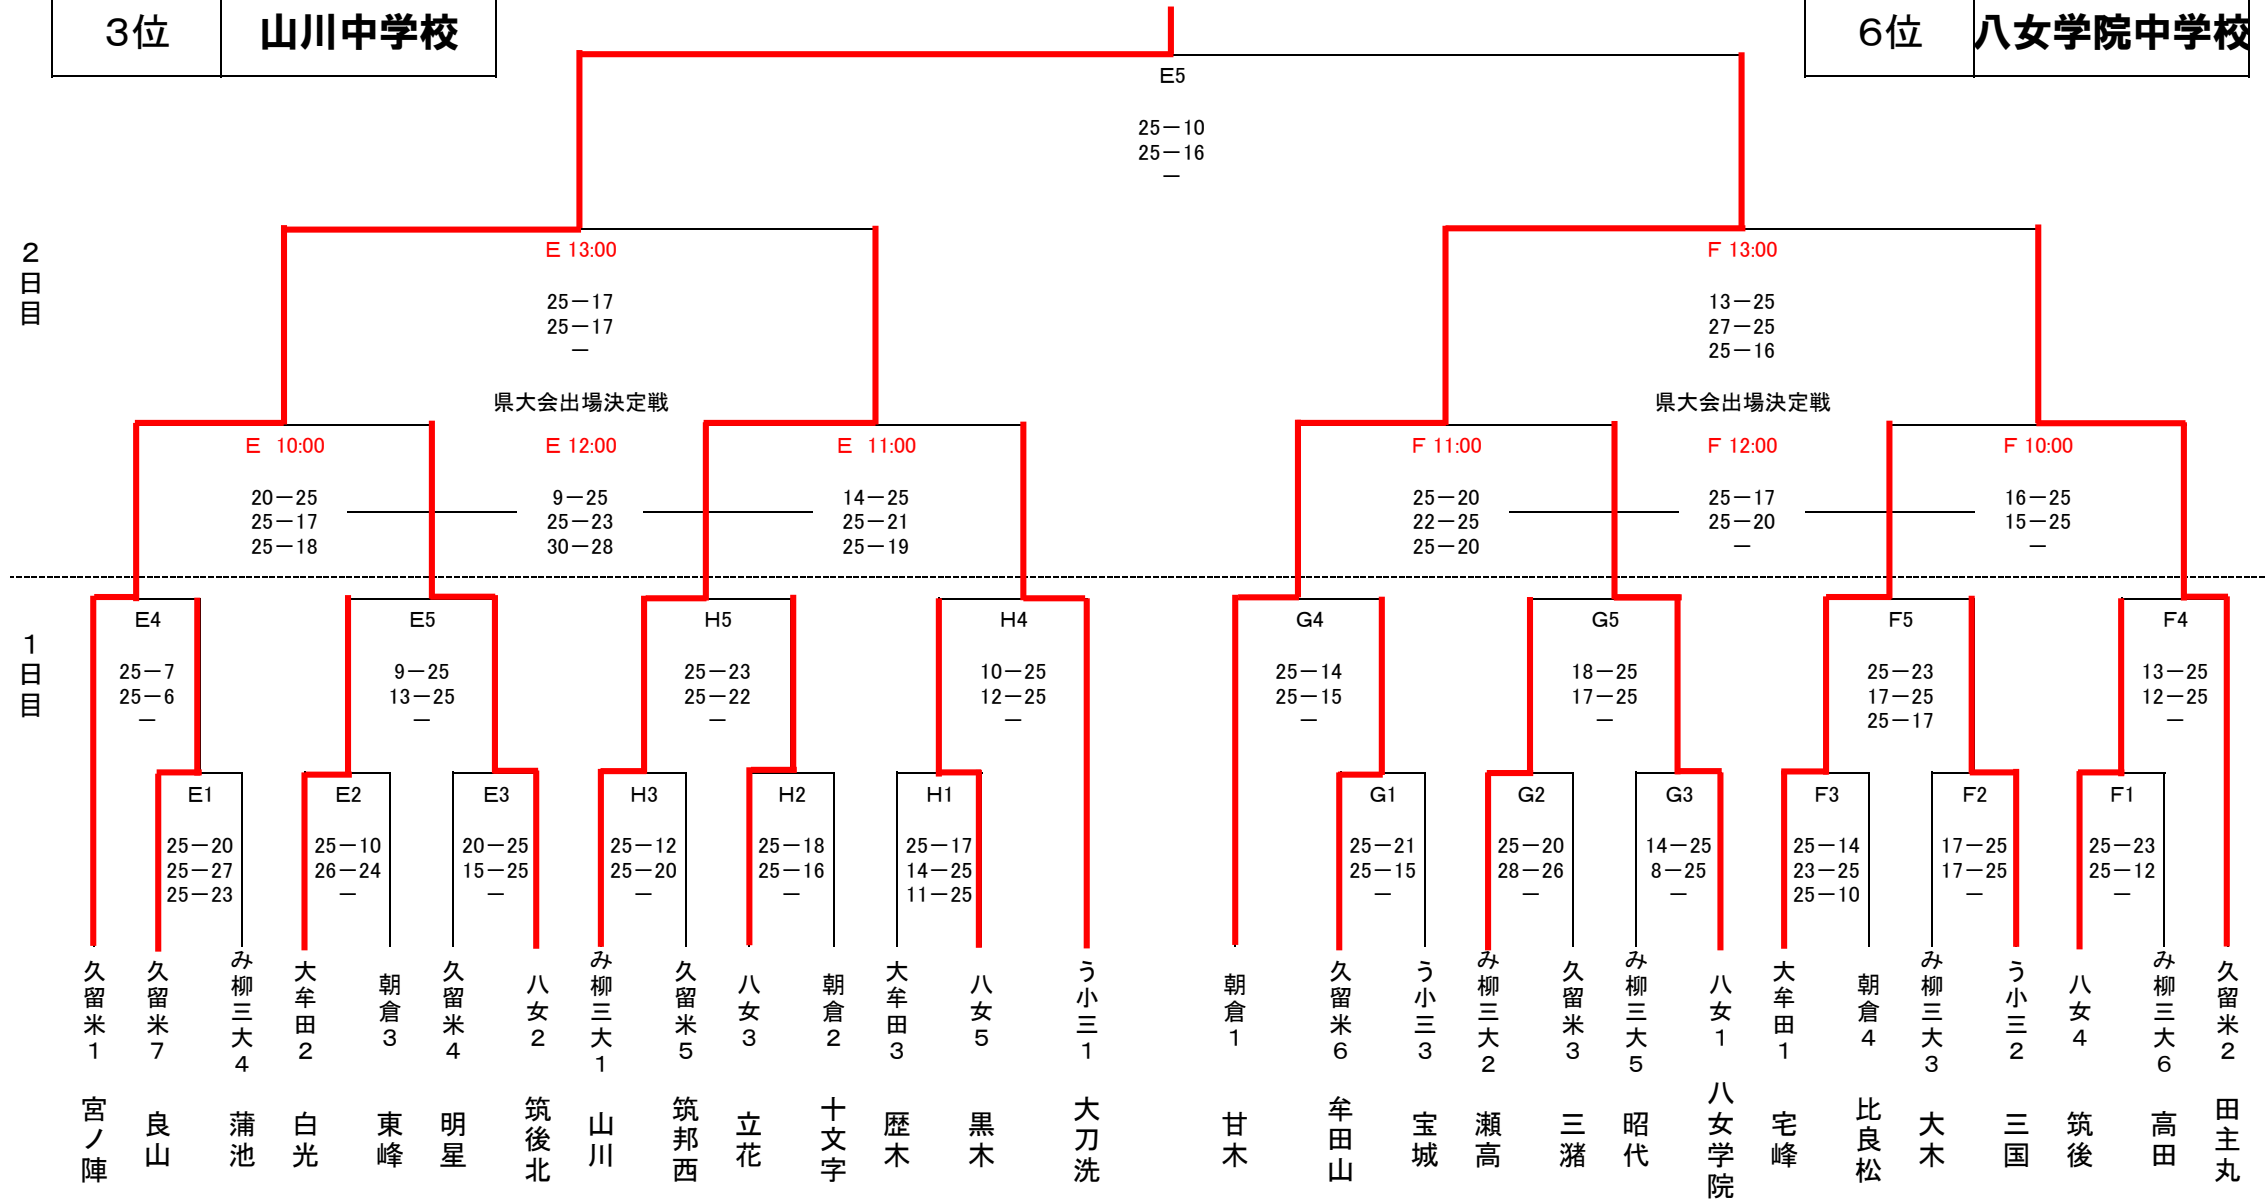 3位 山川中学校
6位 八女学院中学校
E5
25－10
25－16
－
2日目
E 13:00
25－17
25－17
－
F 13:00
13－25
27－25
25－16
県大会出場決定戦
県大会出場決定戦
E 10:00
20－25
25－17
25－18
E 12:00
9－25
25－23
30－28
E 11:00
14－25
25－21
25－19
F 11:00
25－20
22－25
25－20
F 12:00
25－17
25－20
－
F 10:00
16－25
15－25
－
1日目
E4
25－7
25－6
－
E5
9－25
13－25
－
H5
25－23
25－22
－
H4
10－25
12－25
－
G4
25－14
25－15
－
G5
18－25
17－25
－
F5
25－23
17－25
25－17
F4
13－25
12－25
－
E1
25－20
25－27
25－23
E2
25－10
26－24
－
E3
20－25
15－25
－
H3
25－12
25－20
－
H2
25－18
25－16
－
H1
25－17
14－25
11－25
G1
25－21
25－15
－
G2
25－20
28－26
－
G3
14－25
8－25
－
F3
25－14
23－25
25－10
F2
17－25
17－25
－
F1
25－23
25－12
－
久留米1 宮ノ陣
久留米7 良山
み柳三大4 蒲池
大牟田2 白光
朝倉3 東峰
久留米4 明星
八女2 筑後北
み柳三大1 山川
久留米5 筑邦西
八女3 立花
朝倉2 十文字
大牟田3 歴木
八女5 黒木
う小三1 大刀洗
朝倉1 甘木
久留米6 牟田山
う小三3 宝城
み柳三大2 瀬高
久留米3 三潴
み柳三大5 昭代
八女1 八女学院
大牟田1 宅峰
朝倉4 比良松
み柳三大3 大木
う小三2 三国
八女4 筑後
み柳三大6 高田
久留米2 田主丸